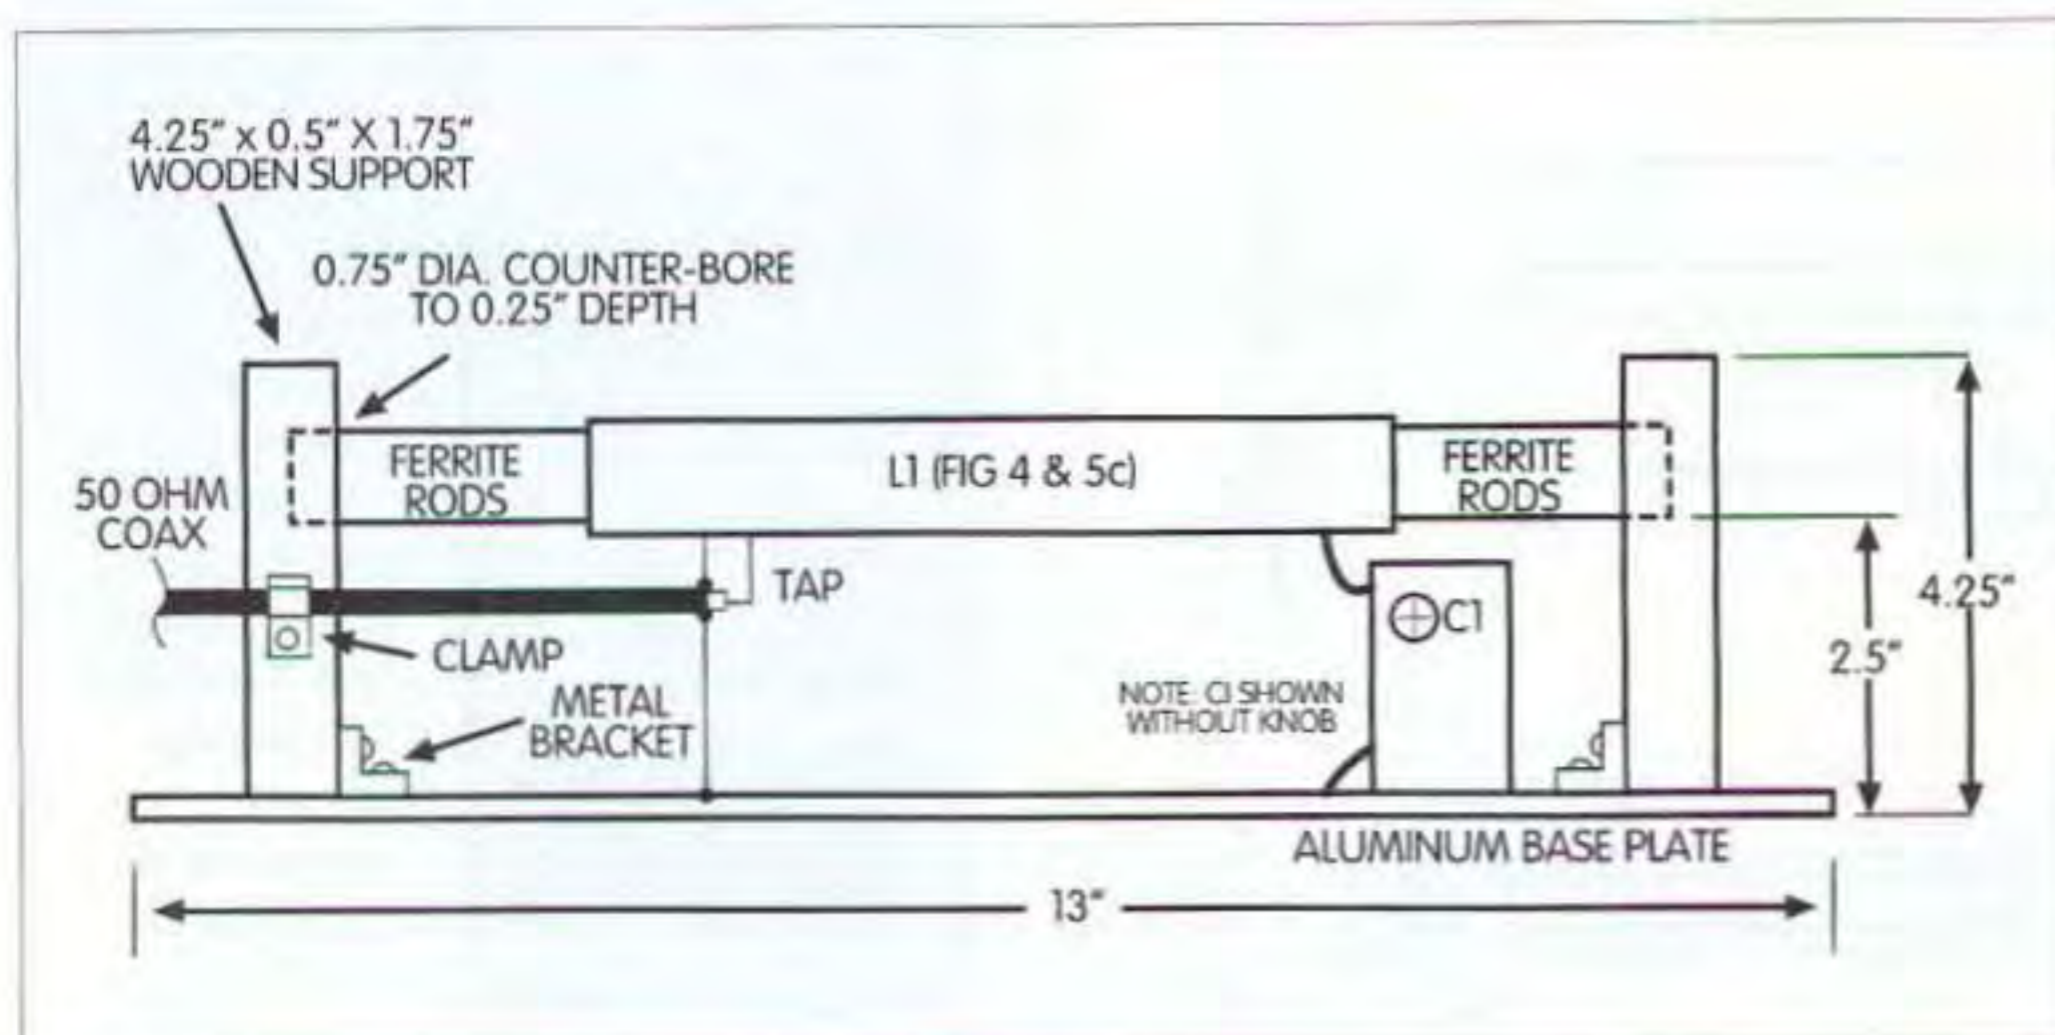 4.25" x 0.5" X 1.75"
WOODEN SUPPORT
0.75" DIA. COUNTER-BORE
TO 0.25" DEPTH
FERRITE
RODS
L1 (FIG 4 & 5c)
FERRITE
RODS
50 OHM
COAX
TAP
C1
4.25"
2.5"
CLAMP
METAL
BRACKET
NOTE: CI SHOWN
WITHOUT KNOB
ALUMINUM BASE PLATE
13"